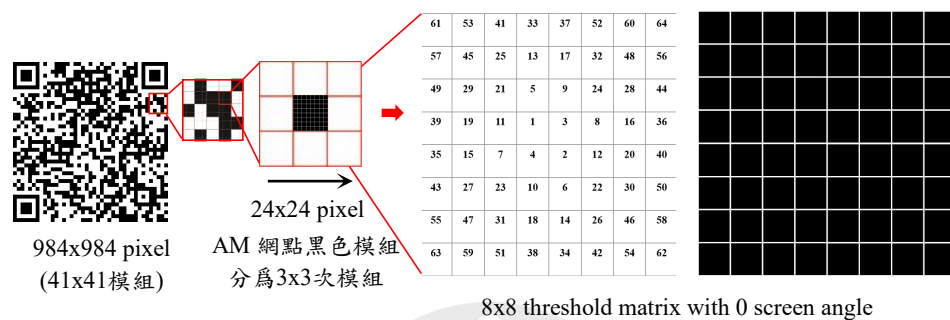 61 53 41 33 37 52 60 64
57 45 25 13 17 32 48 56
49 29 21 5 9 24 28 44
39 19 11 1 3 8 16 36
35 15 7 4 2 12 20 40
43 27 23 10 6 22 30 50
55 47 31 18 14 26 46 58
63 59 51 38 34 42 54 62
984x984 pixel
(41x41模組)
24x24 pixel
AM 網點黑色模組
分爲3x3次模組
8x8 threshold matrix with 0 screen angle